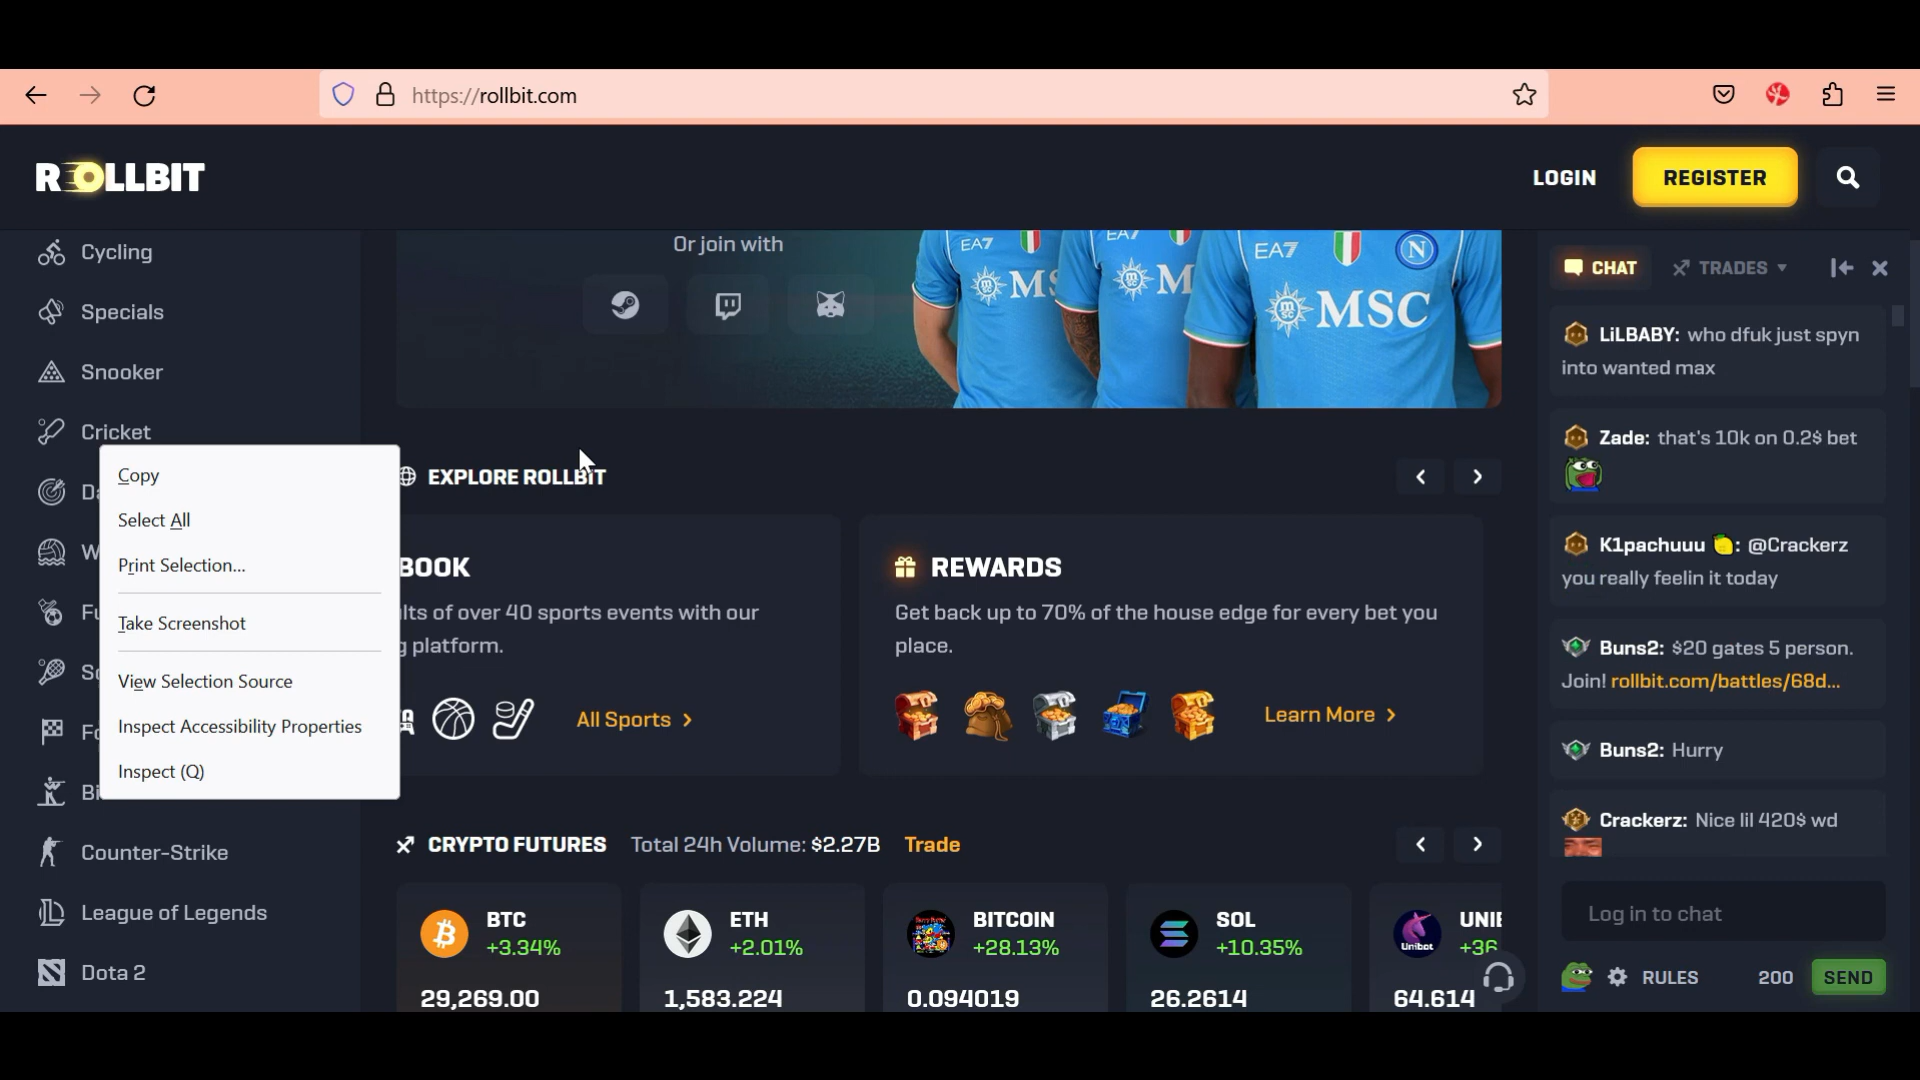 https://rollbit.com
ROLLBIT
LOGIN
REGISTER
Cycling
Specials
Snooker
Cricket
Counter-Strike
League of Legends
Dota 2
Copy
Select All
Print Selection...
Take Screenshot
View Selection Source
Inspect Accessibility Properties
Inspect (Q)
Or join with
EA7
EA7
EA7
N
MSC
EXPLORE ROLLBIT
BOOK
lts of over 40 sports events with our
g platform.
All Sports
REWARDS
Get back up to 70% of the house edge for every bet you
place.
Learn More
CRYPTO FUTURES Total 24h Volume: $2.27B Trade
BTC
+3.34%
29,269.00
ETH
+2.01%
1,583.224
BITCOIN
+28.13%
0.094019
SOL
+10.35%
26.2614
Unibot
UNIE
+36
64.614
CHAT
TRADES
LiLBABY: who dfuk just spyn
into wanted max
Zade: that's 10k on 0.2$ bet
K1pachuuu 🍋: @Crackerz
you really feelin it today
Buns2: $20 gates 5 person.
Join! rollbit.com/battles/68d...
Buns2: Hurry
Crackerz: Nice lil 420$ wd
Log in to chat
RULES
200
SEND